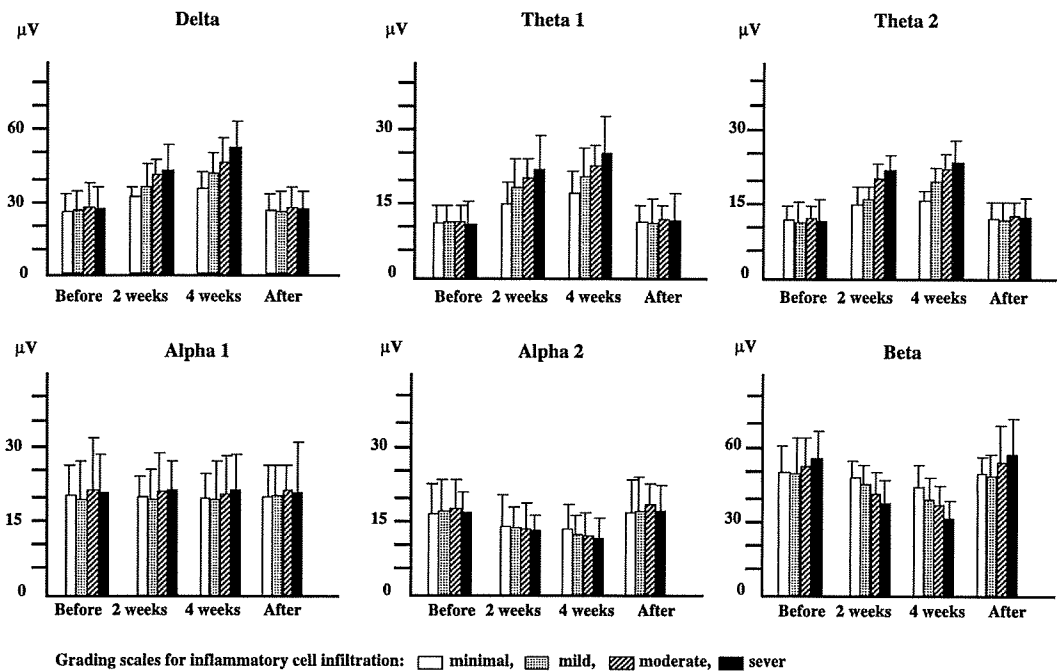 Delta
Theta 1
Theta 2
μV
μV
μV
60
30
0
30
15
0
30
15
0
Before 2 weeks 4 weeks After
Before 2 weeks 4 weeks After
Before 2 weeks 4 weeks After
μV
μV
μV
Alpha 1
Alpha 2
Beta
30
15
0
30
15
0
60
30
0
Before 2 weeks 4 weeks After
Before 2 weeks 4 weeks After
Before 2 weeks 4 weeks After
Grading scales for inflammatory cell infiltration: minimal, mild, moderate, sever